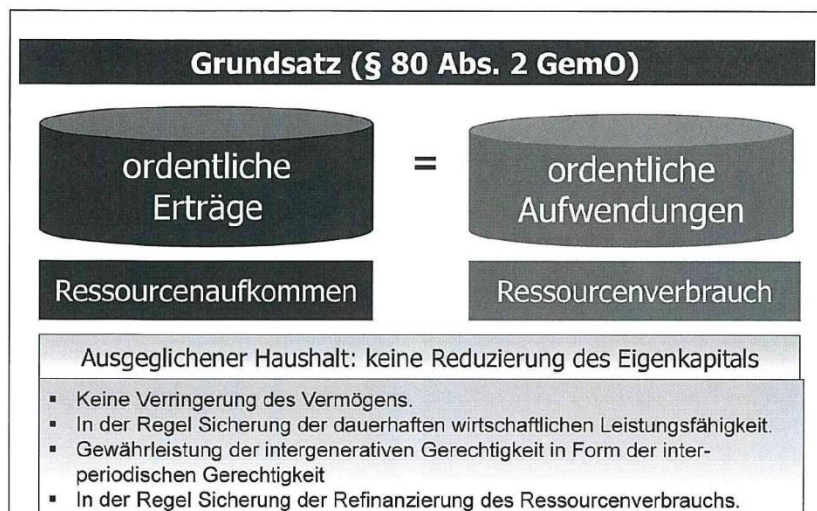 Grundsatz (§ 80 Abs. 2 GemO)
ordentliche
Erträge
=
ordentliche
Aufwendungen
Ressourcenaufkommen
Ressourcenverbrauch
Ausgeglichener Haushalt: keine Reduzierung des Eigenkapitals
▪ Keine Verringerung des Vermögens.
▪ In der Regel Sicherung der dauerhaften wirtschaftlichen Leistungsfähigkeit.
▪ Gewährleistung der intergenerativen Gerechtigkeit in Form der inter-
periodischen Gerechtigkeit
▪ In der Regel Sicherung der Refinanzierung des Ressourcenverbrauchs.